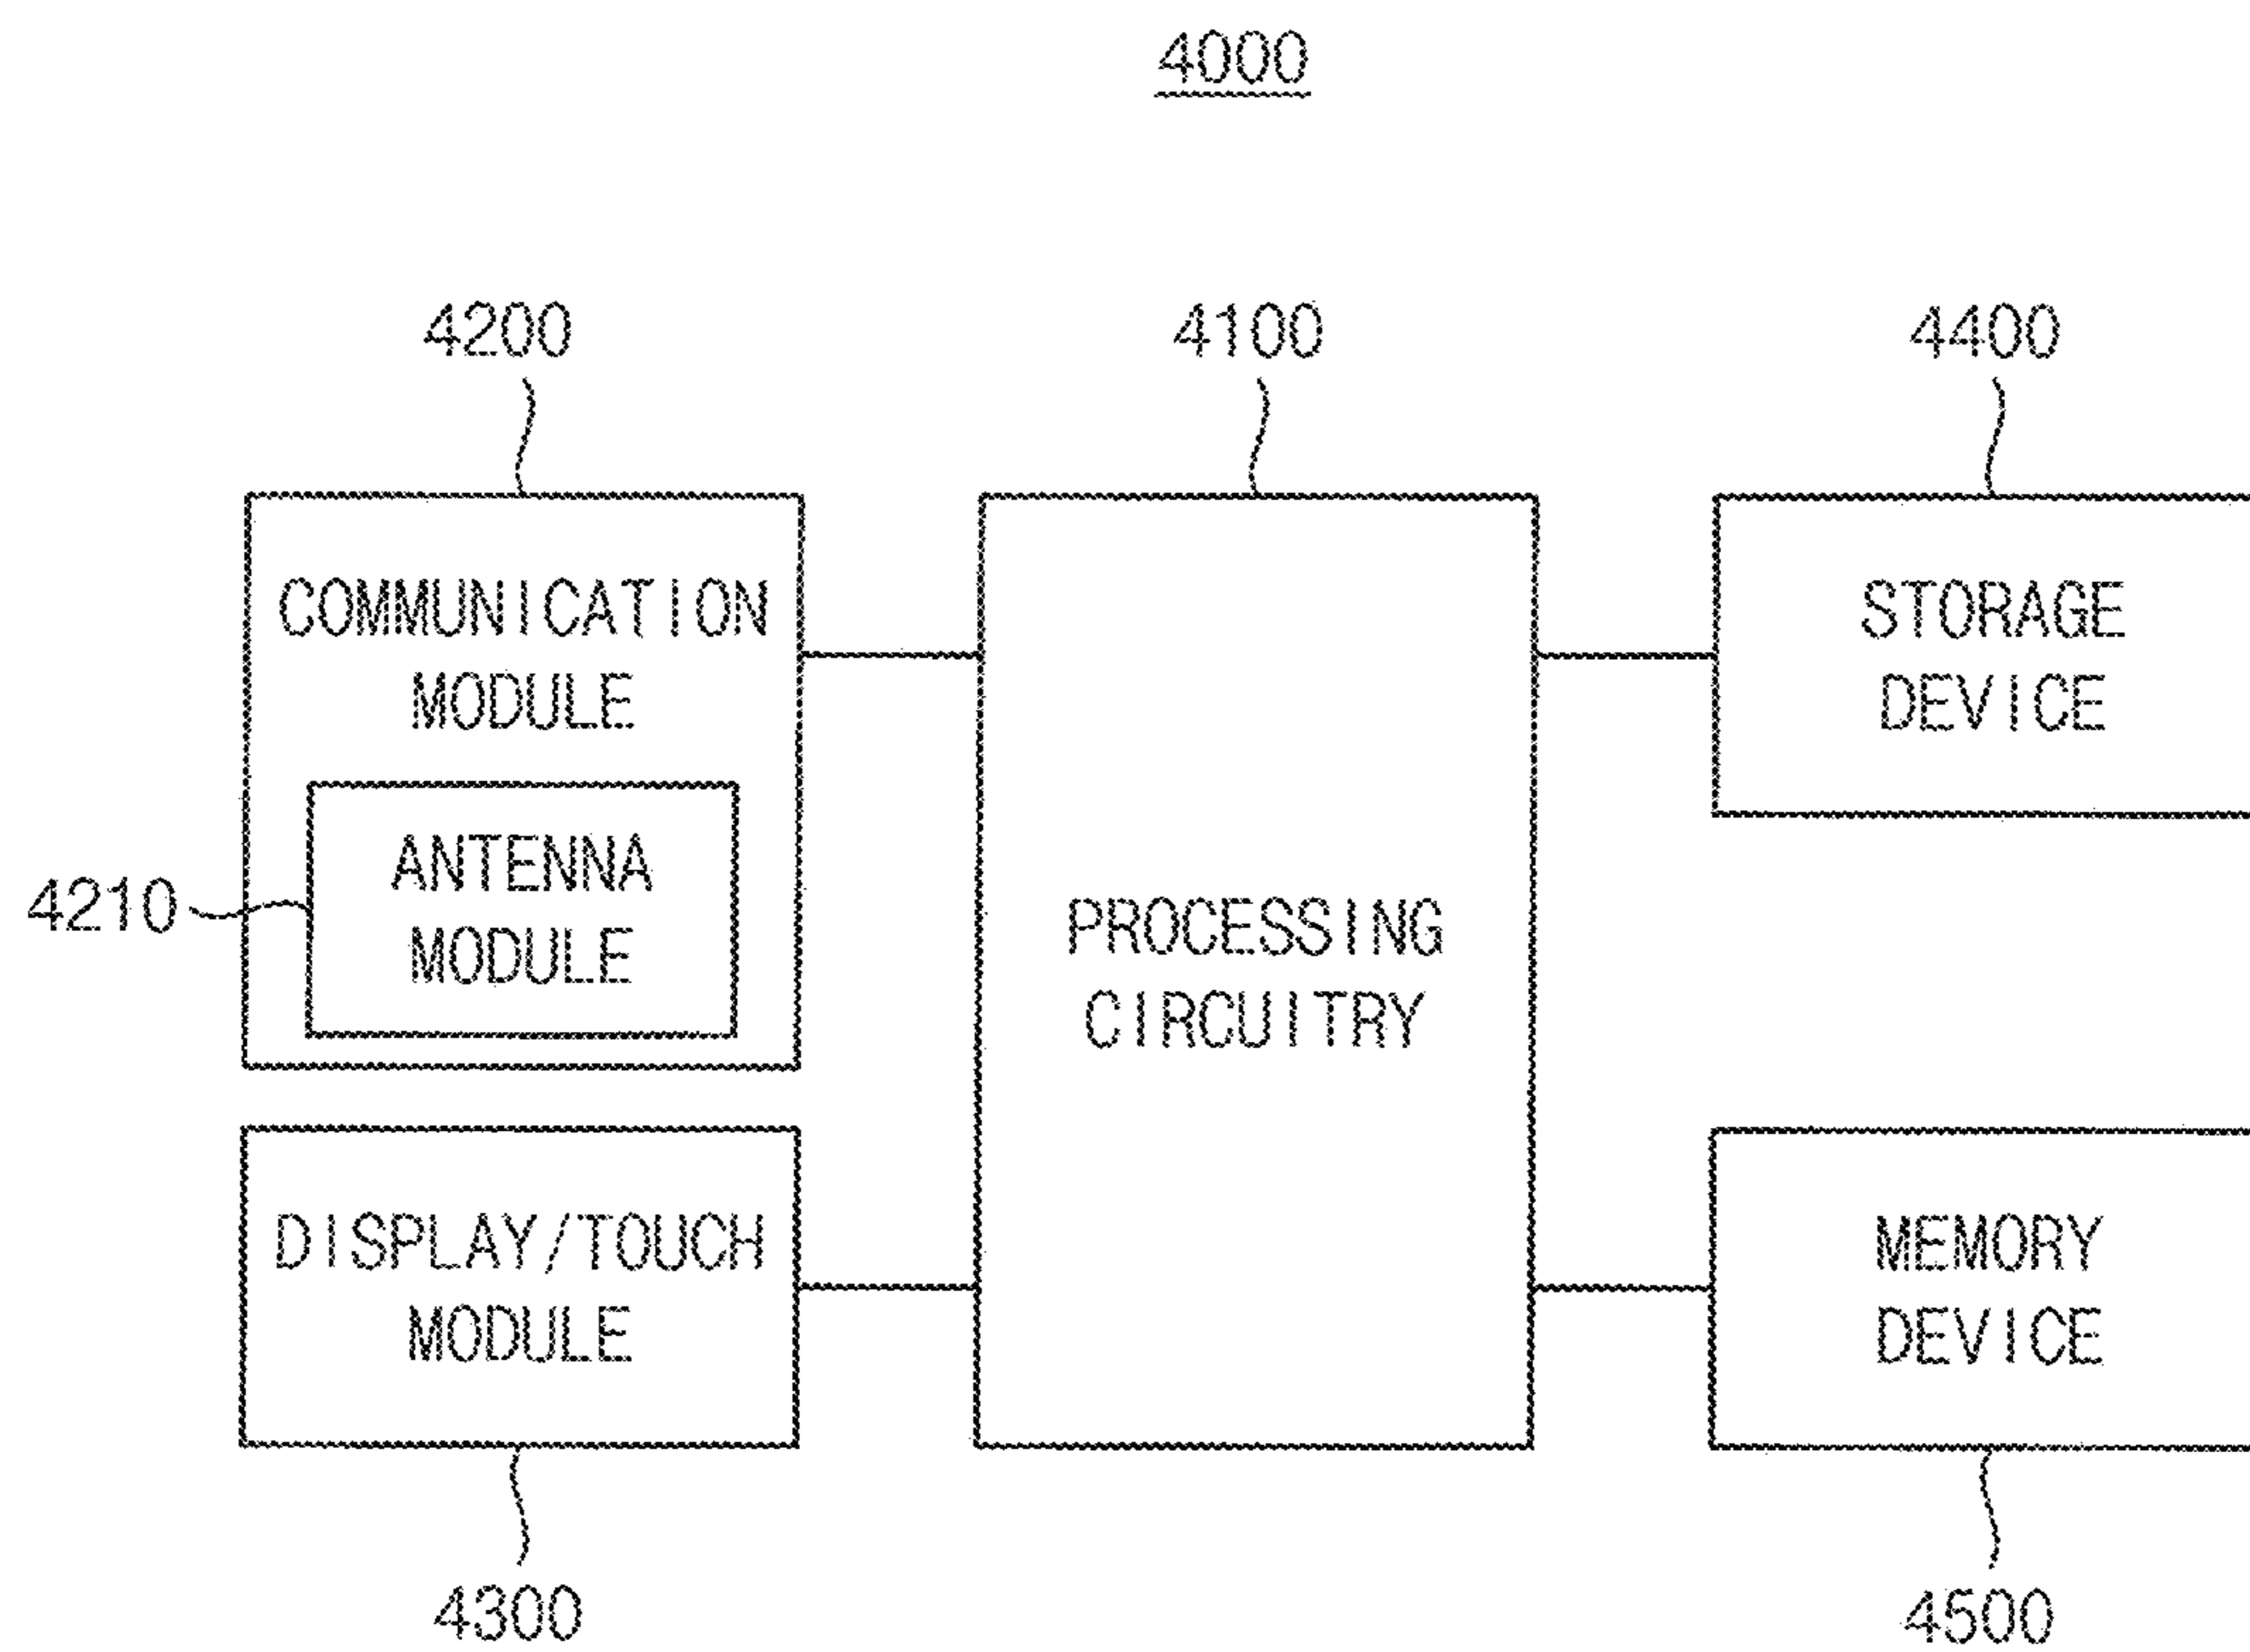 4000
4200
4100
4400
COMMUNICATION
MODULE
STORAGE
DEVICE
4210
ANTENNA
MODULE
PROCESSING
CIRCUITRY
DISPLAY/TOUCH
MODULE
MEMORY
DEVICE
4300
4500